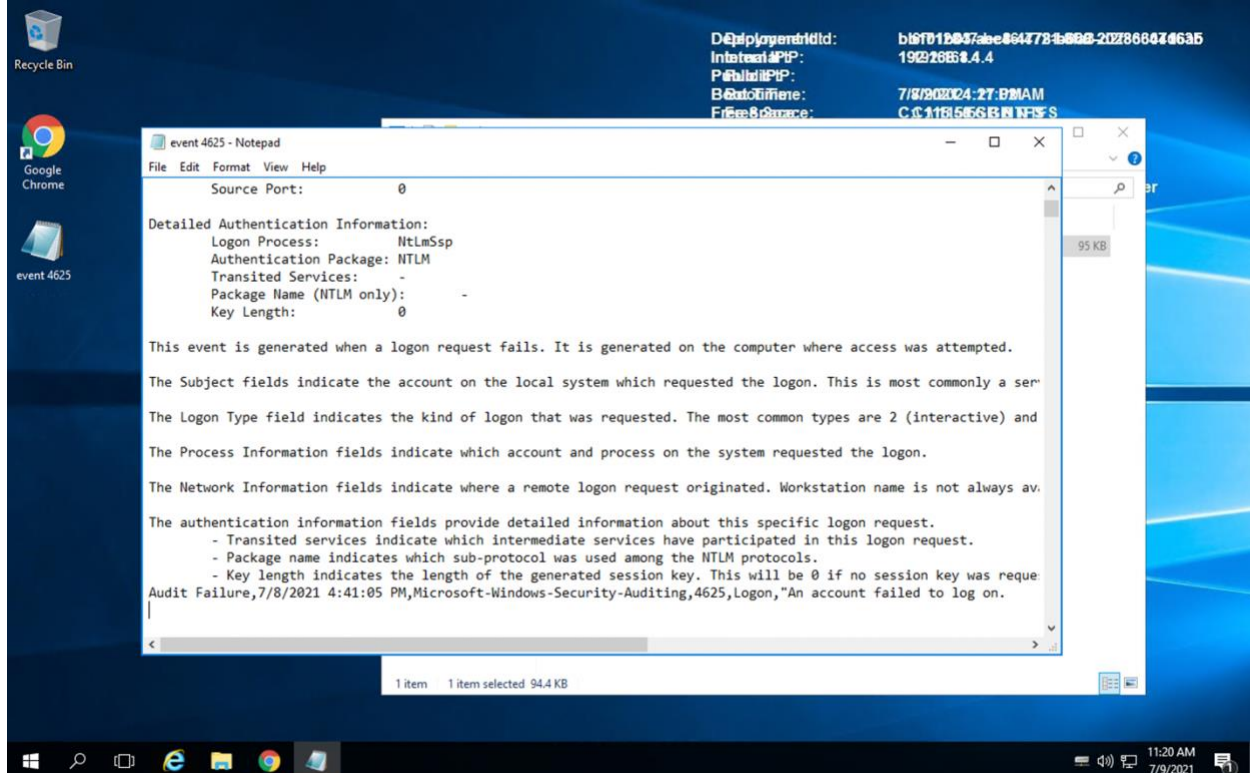 Recycle Bin
Google
Chrome
event 4625
event 4625 - Notepad
File Edit Format View Help
Source Port: 0
Detailed Authentication Information:
Logon Process: NtLmSsp
Authentication Package: NTLM
Transited Services: -
Package Name (NTLM only): -
Key Length: 0
This event is generated when a logon request fails. It is generated on the computer where access was attempted.
The Subject fields indicate the account on the local system which requested the logon. This is most commonly a ser
The Logon Type field indicates the kind of logon that was requested. The most common types are 2 (interactive) and
The Process Information fields indicate which account and process on the system requested the logon.
The Network Information fields indicate where a remote logon request originated. Workstation name is not always av
The authentication information fields provide detailed information about this specific logon request.
- Transited services indicate which intermediate services have participated in this logon request.
- Package name indicates which sub-protocol was used among the NTLM protocols.
- Key length indicates the length of the generated session key. This will be 0 if no session key was reque
Audit Failure,7/8/2021 4:41:05 PM,Microsoft-Windows-Security-Auditing,4625,Logon,"An account failed to log on.
er
95 KB
1 item 1 item selected 94.4 KB
11:20 AM
7/9/2021